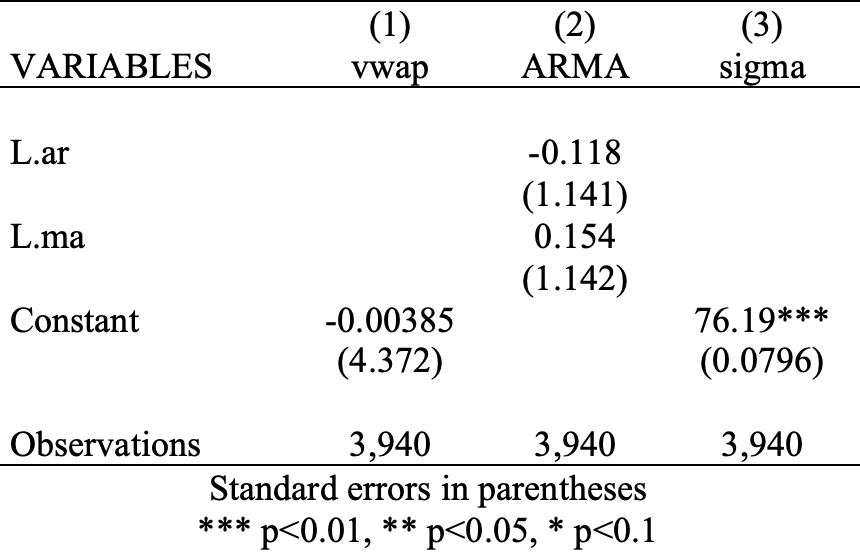 (1) (2) (3)
VARIABLES vwap ARMA sigma
L.ar -0.118
(1.141)
L.ma 0.154
(1.142)
Constant -0.00385 76.19***
(4.372) (0.0796)
Observations 3,940 3,940 3,940
Standard errors in parentheses
*** p<0.01, ** p<0.05, * p<0.1